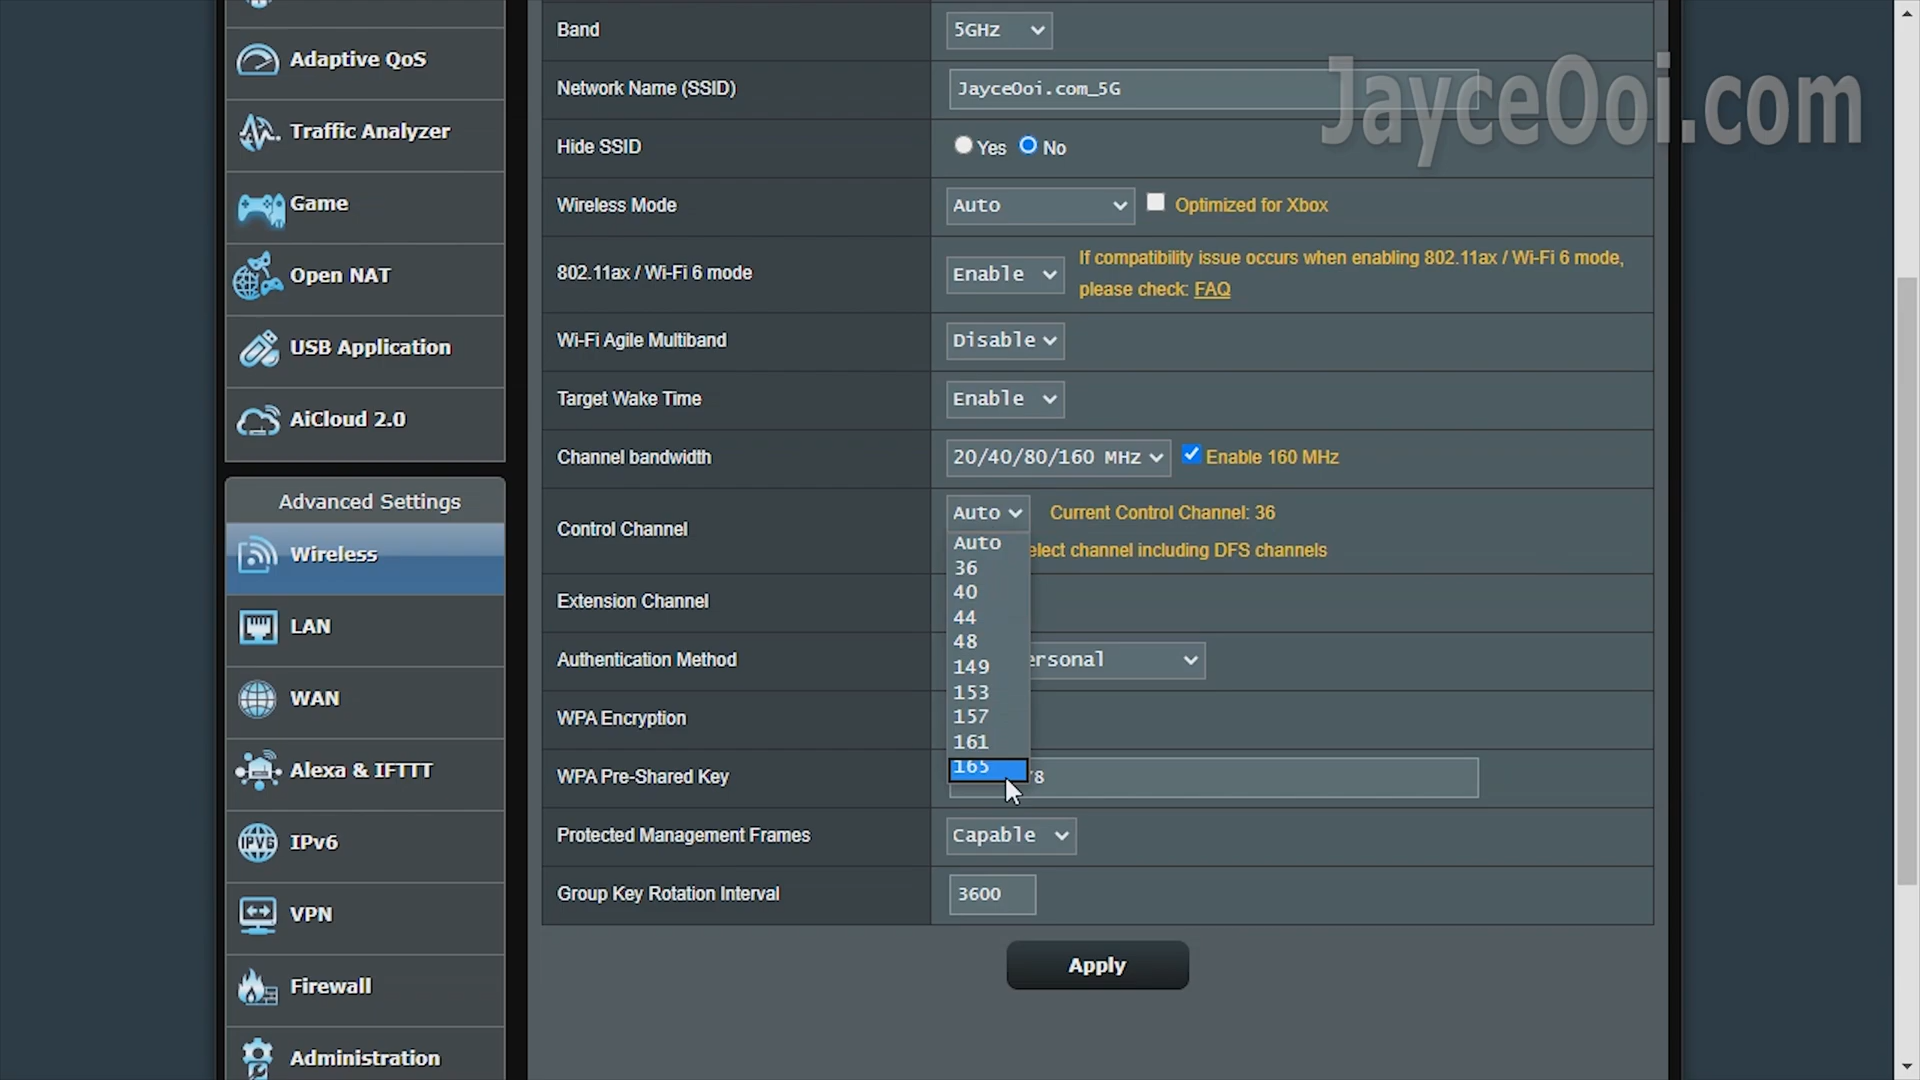 Adaptive QoS
Traffic Analyzer
Game
Open NAT
USB Application
AiCloud 2.0
Advanced Settings
Wireless
LAN
WAN
Alexa & IFTTT
IPv6
VPN
Firewall
Administration
Band 5GHz
Network Name (SSID) JayceOoi.com_5G
Hide SSID Yes No
Wireless Mode Auto Optimized for Xbox
802.11ax / Wi-Fi 6 mode Enable If compatibility issue occurs when enabling 802.11ax / Wi-Fi 6 mode,
please check: FAQ
Wi-Fi Agile Multiband Disable
Target Wake Time Enable
Channel bandwidth 20/40/80/160 MHz Enable 160 MHz
Control Channel Auto Current Control Channel: 36
channel including DFS channels
Auto
36
40
44
48
149
153
157
161
165
Extension Channel
Authentication Method
WPA Encryption
WPA Pre-Shared Key
Protected Management Frames Capable
Group Key Rotation Interval 3600
Apply
JayceOoi.com